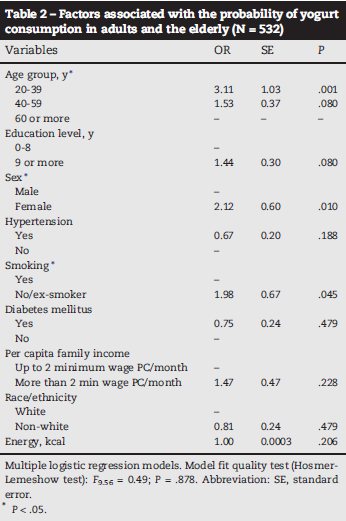 Table 2 – Factors associated with the probability of yogurt
consumption in adults and the elderly (N = 532)
Variables OR SE P
Age group, y*
20-39 3.11 1.03 .001
40-59 1.53 0.37 .080
60 or more – – –
Education level, y
0-8 –
9 or more 1.44 0.30 .080
Sex*
Male –
Female 2.12 0.60 .010
Hypertension
Yes 0.67 0.20 .188
No –
Smoking*
Yes –
No/ex-smoker 1.98 0.67 .045
Diabetes mellitus
Yes 0.75 0.24 .479
No –
Per capita family income
Up to 2 minimum wage PC/month –
More than 2 min wage PC/month 1.47 0.47 .228
Race/ethnicity
White –
Non-white 0.81 0.24 .479
Energy, kcal 1.00 0.0003 .206
Multiple logistic regression models. Model fit quality test (Hosmer-
Lemeshow test): F9.56 = 0.49; P = .878. Abbreviation: SE, standard
error.
* P < .05.